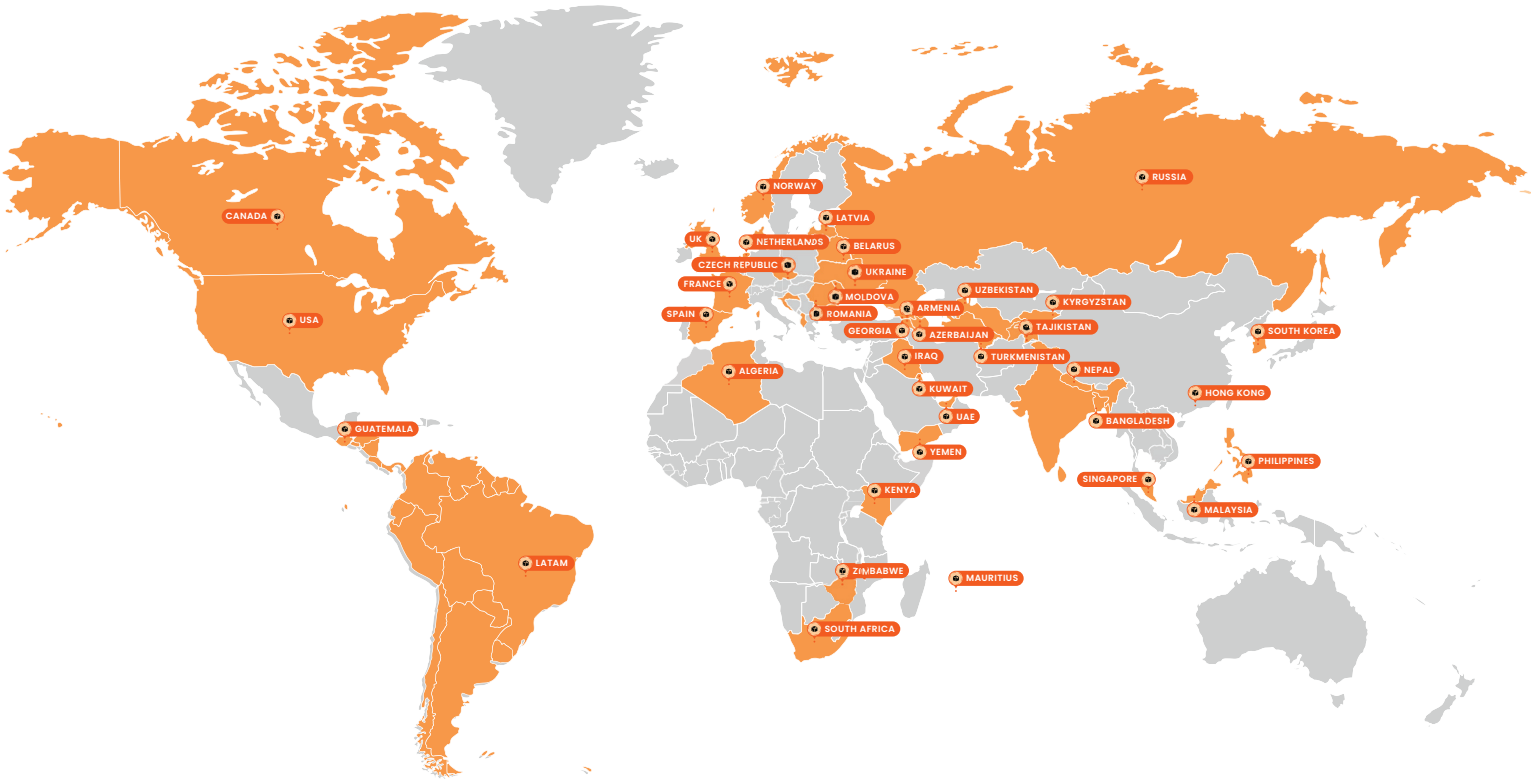 RUSSIA
NORWAY
CANADA
LATVIA
UK
NETHERLANDS
BELARUS
CZECH REPUBLIC
UKRAINE
FRANCE
UZBEKISTAN
MOLDOVA
KYRGYZSTAN
ARMENIA
SPAIN
ROMANIA
USA
TAJIKISTAN
GEORGIA
SOUTH KOREA
AZERBAIJAN
IRAQ
TURKMENISTAN
NEPAL
ALGERIA
KUWAIT
HONG KONG
UAE
BANGLADESH
GUATEMALA
YEMEN
PHILIPPINES
SINGAPORE
KENYA
MALAYSIA
LATAM
ZIMBABWE
MAURITIUS
SOUTH AFRICA